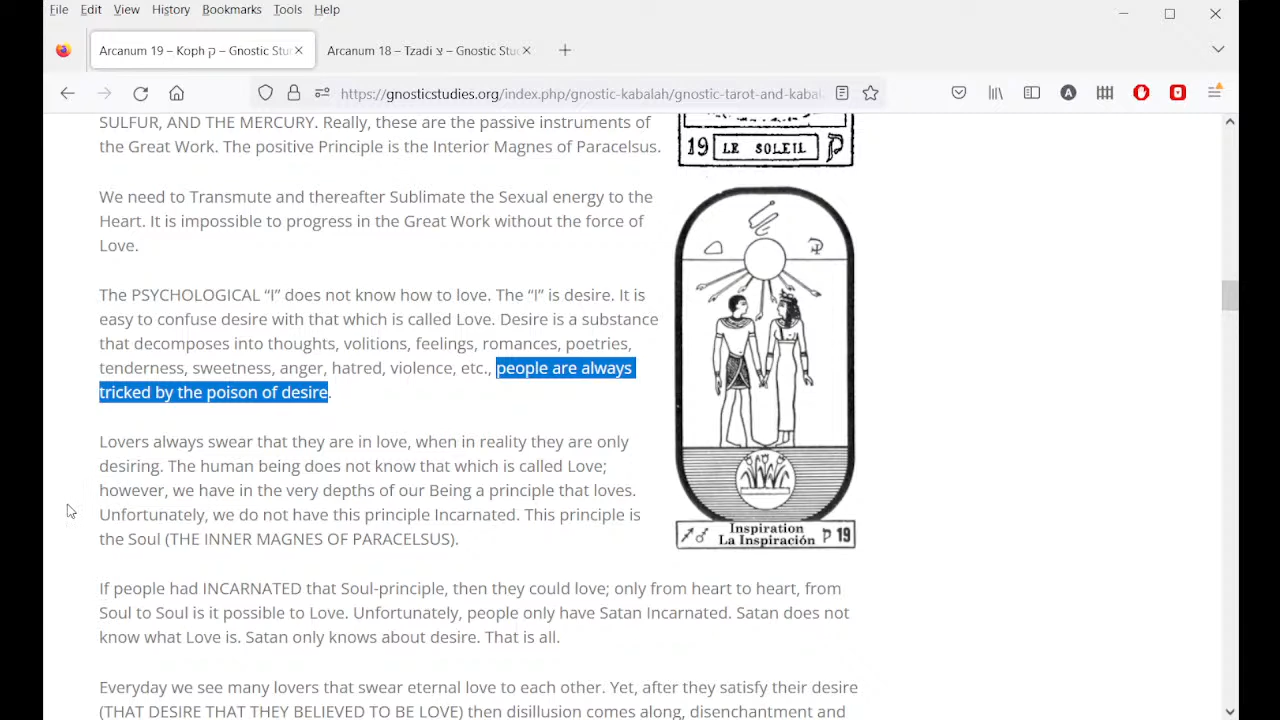 File Edit View History Bookmarks Tools Help
Arcanum 19 – Koph ק – Gnostic Stu
Arcanum 18 – Tzadi צ – Gnostic Stu
https://gnosticstudies.org/index.php/gnostic-kabalah/gnostic-tarot-and-kabal
SULFUR, AND THE MERCURY. Really, these are the passive instruments of
the Great Work. The positive Principle is the Interior Magnes of Paracelsus.
19 LE SOLEIL
We need to Transmute and thereafter Sublimate the Sexual energy to the
Heart. It is impossible to progress in the Great Work without the force of
Love.
The PSYCHOLOGICAL “I” does not know how to love. The “I” is desire. It is
easy to confuse desire with that which is called Love. Desire is a substance
that decomposes into thoughts, volitions, feelings, romances, poetries,
tenderness, sweetness, anger, hatred, violence, etc., people are always
tricked by the poison of desire.
Lovers always swear that they are in love, when in reality they are only
desiring. The human being does not know that which is called Love;
however, we have in the very depths of our Being a principle that loves.
Unfortunately, we do not have this principle Incarnated. This principle is
the Soul (THE INNER MAGNES OF PARACELSUS).
Inspiration
La Inspiración
19
If people had INCARNATED that Soul-principle, then they could love; only from heart to heart, from
Soul to Soul is it possible to Love. Unfortunately, people only have Satan Incarnated. Satan does not
know what Love is. Satan only knows about desire. That is all.
Everyday we see many lovers that swear eternal love to each other. Yet, after they satisfy their desire
(THAT DESIRE THAT THEY BELIEVED TO BE LOVE) then disillusion comes along, disenchantment and